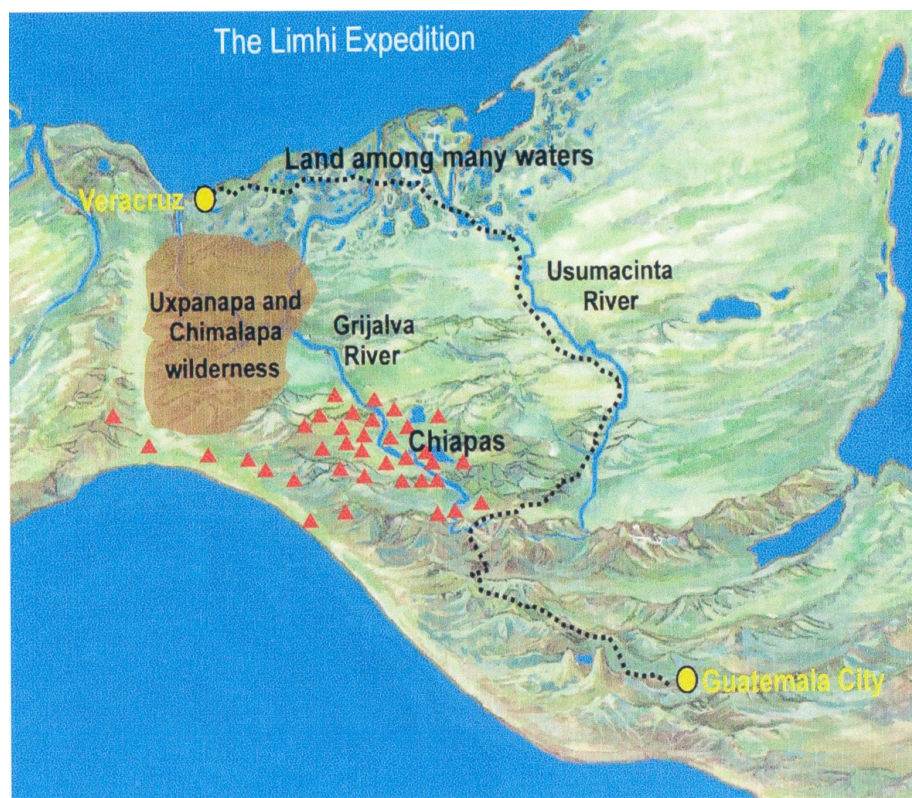 The Limhi Expedition
Land among many waters
Veracruz
Usumacinta
River
Uxpanapa and
Chimalapa
wilderness
Grijalva
River
Chiapas
Guatemala City